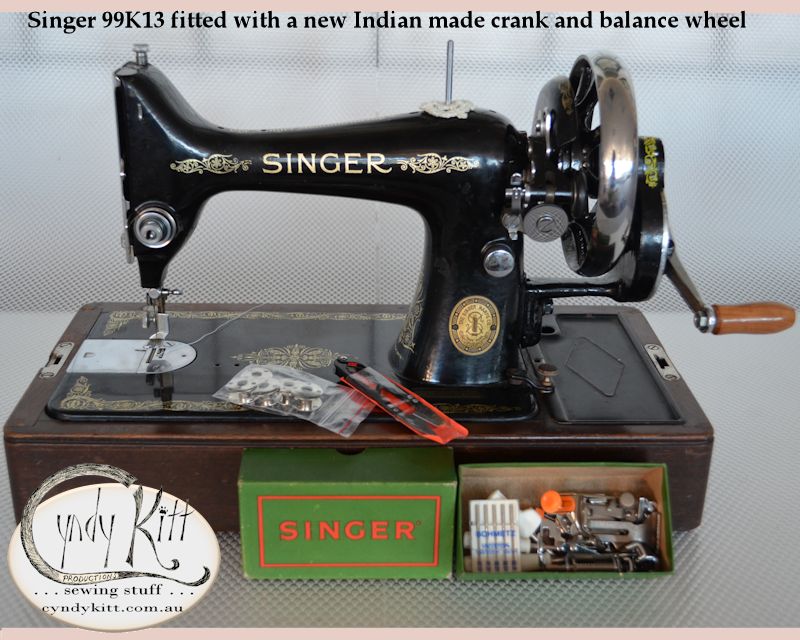 Singer 99K13 fitted with a new Indian made crank and balance wheel
SINGER
SINGER
SCHMETZ
Cyndy Kitt
PRODUCTIONS
. . . sewing stuff . . .
cyndykitt.com.au